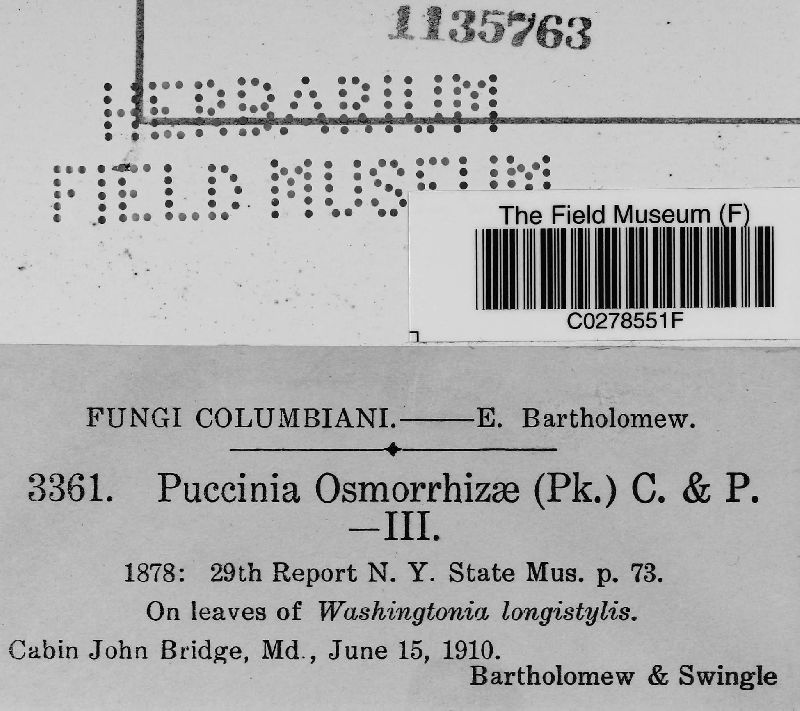 1135763
HERBARIUM
FIELD MUSEUM
The Field Museum (F)
C0278551F
FUNGI COLUMBIANI.——E. Bartholomew.
3361. Puccinia Osmorrhizæ (Pk.) C. & P.
—III.
1878: 29th Report N. Y. State Mus. p. 73.
On leaves of Washingtonia longistylis.
Cabin John Bridge, Md., June 15, 1910.
Bartholomew & Swingle